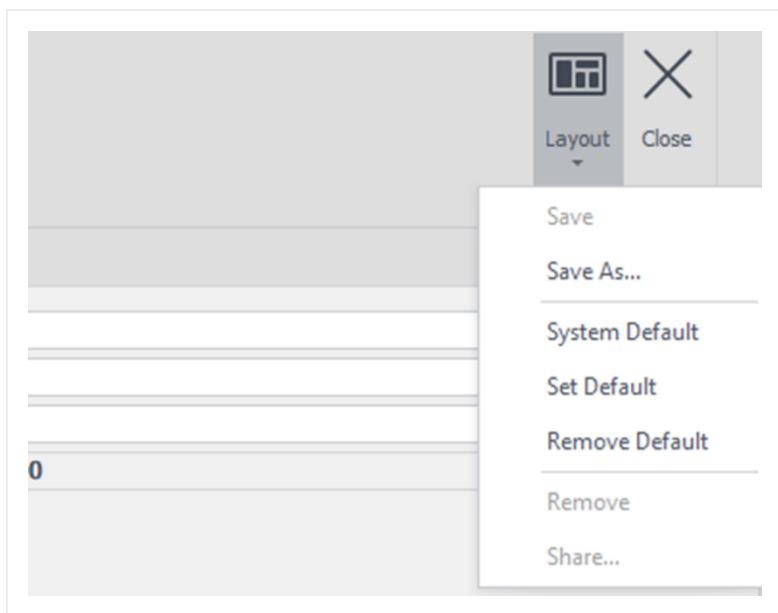 Layout
Close
Save
Save As...
System Default
Set Default
Remove Default
0
Remove
Share...